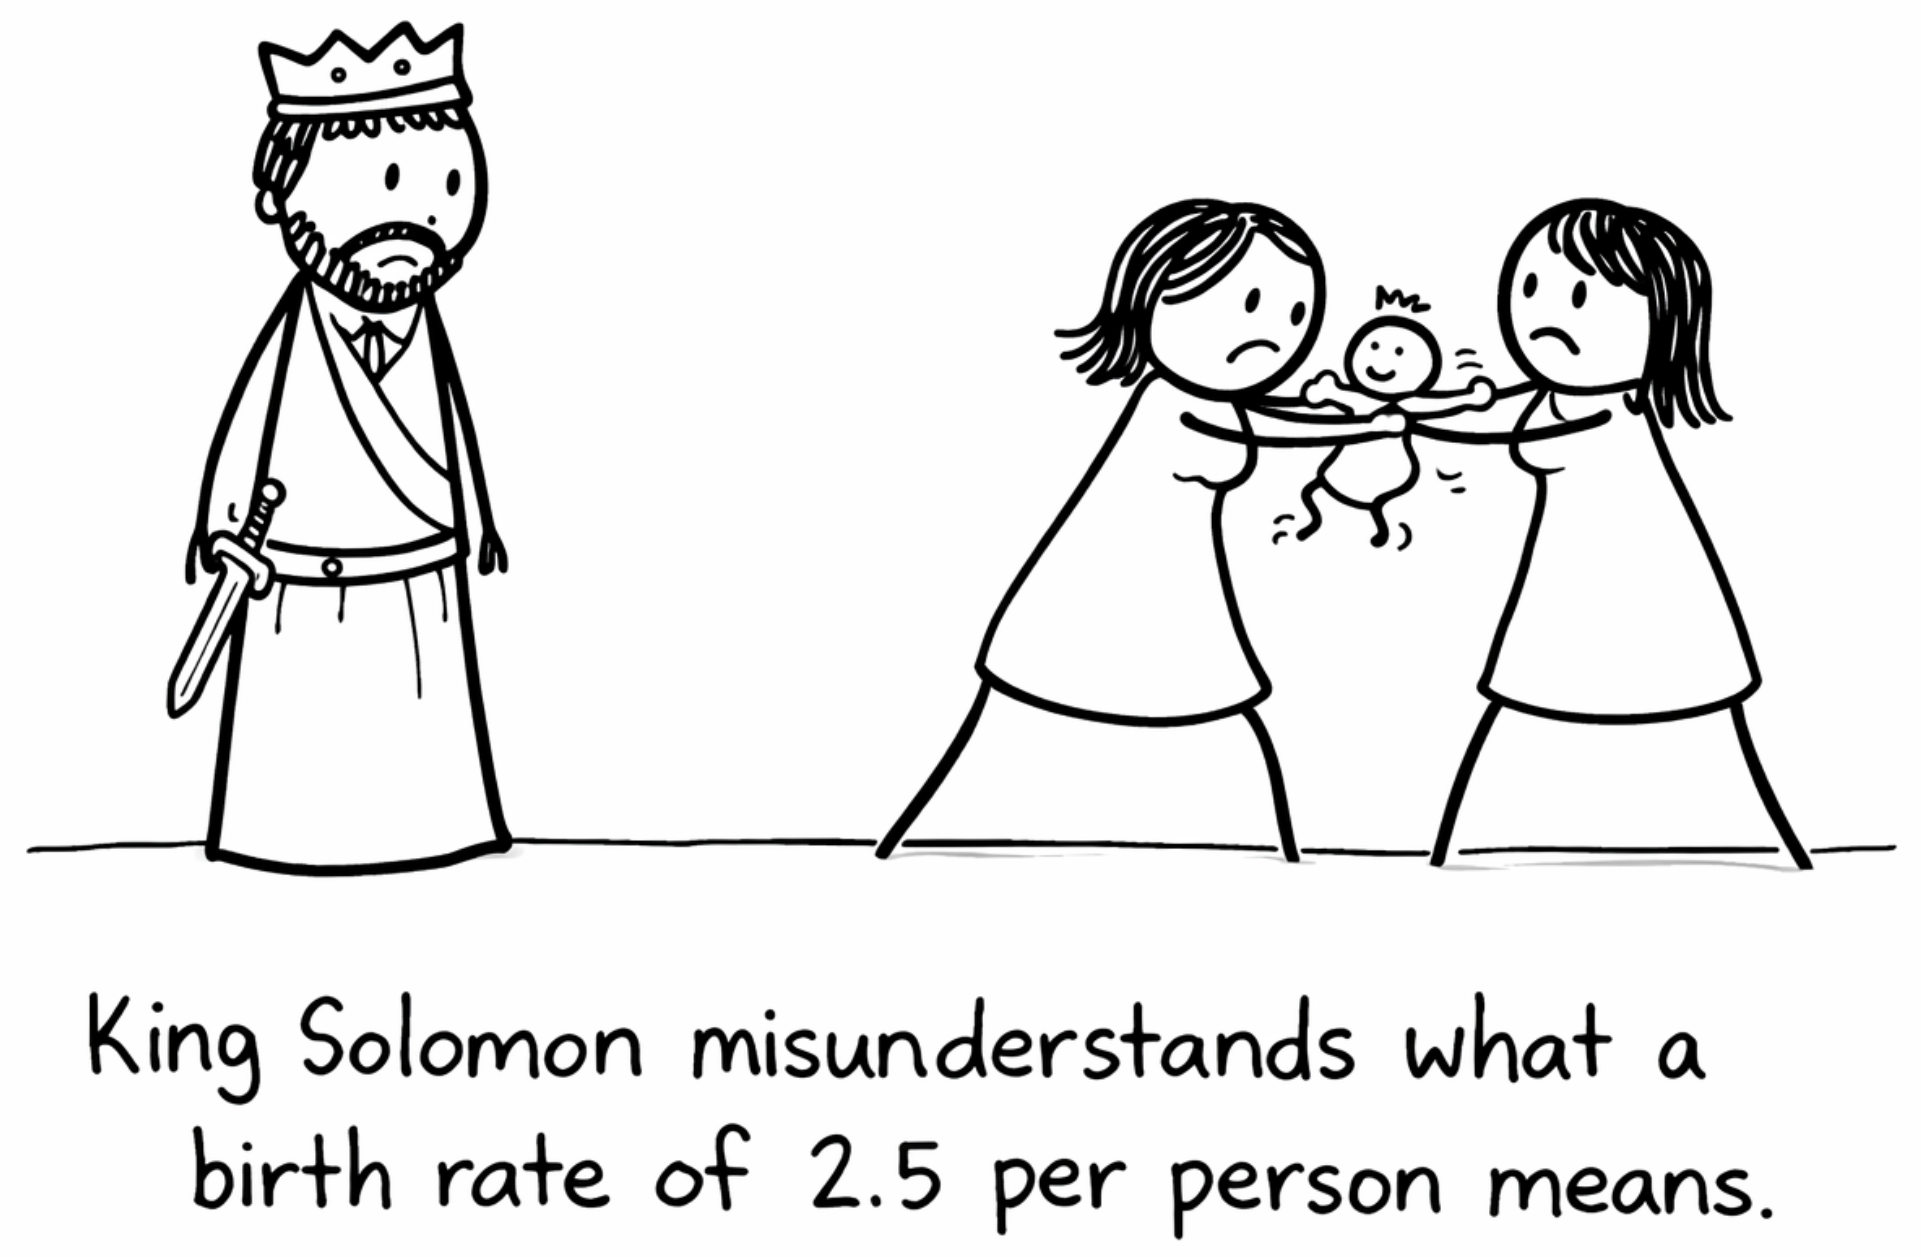 King Solomon misunderstands what a
birth rate of 2.5 per person means.